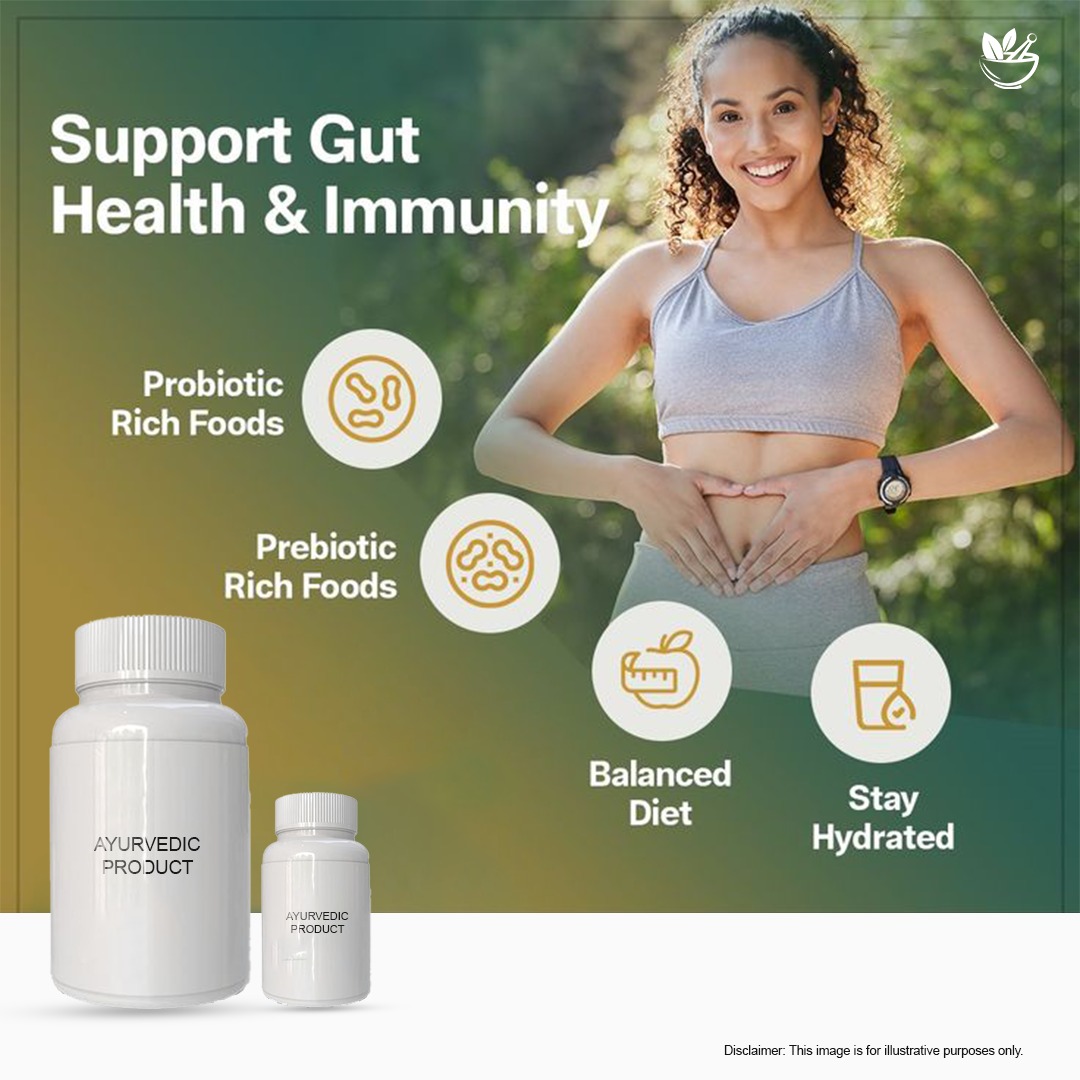 Support Gut
Health & Immunity
Probiotic
Rich Foods
Prebiotic
Rich Foods
Balanced
Diet
Stay
Hydrated
AYURVEDIC
PRODUCT
AYURVEDIC
PRODUCT
Disclaimer: This image is for illustrative purposes only.